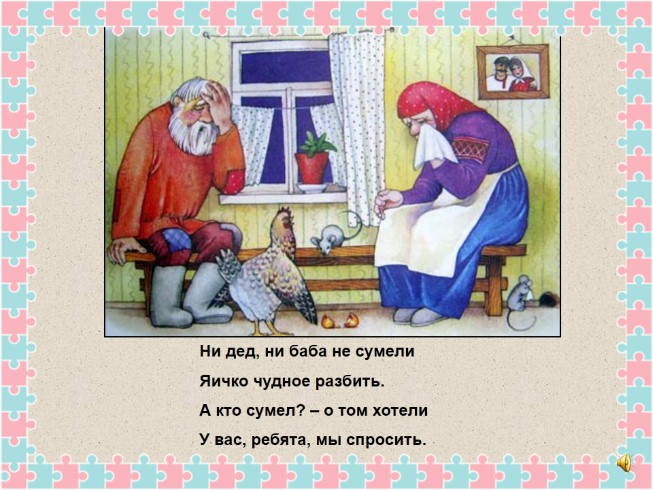 Ни дед, ни баба не сумели
Яичко чудное разбить.
А кто сумел? – о том хотели
У вас, ребята, мы спросить.